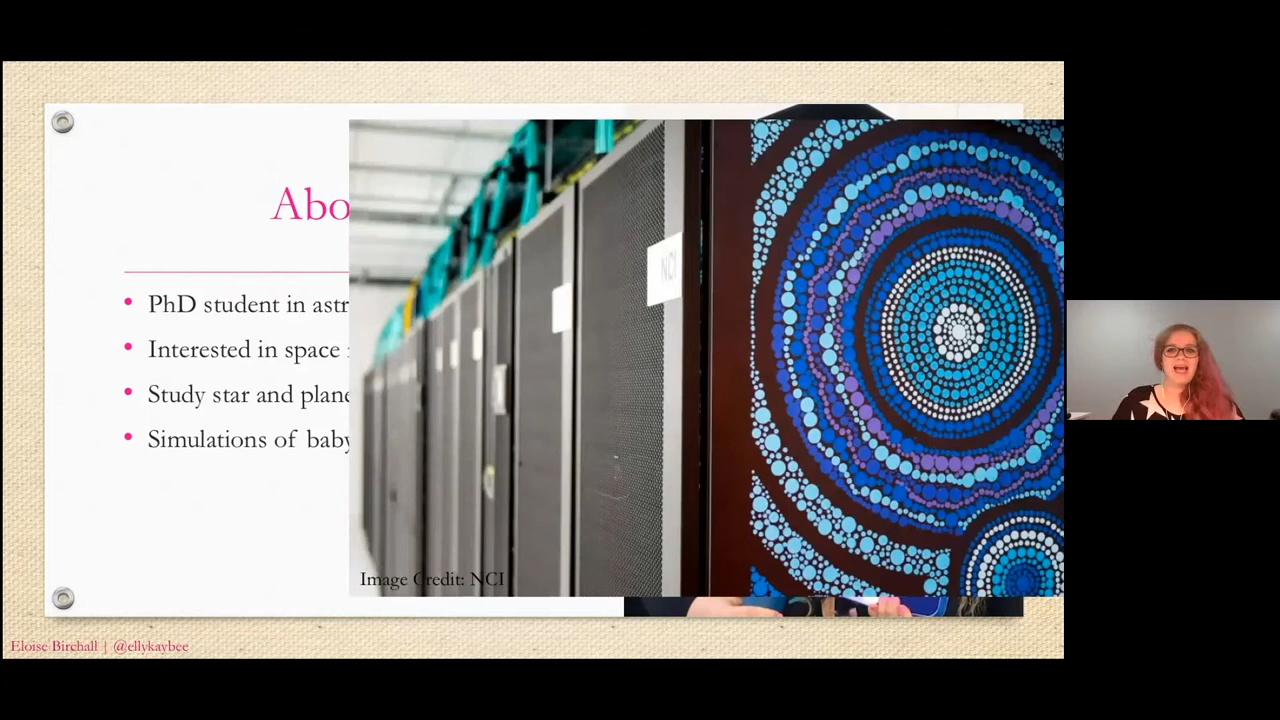 Abo
PhD student in astr
Interested in space
Study star and plane
Simulations of baby
NCI
Image Credit: NCI
Eloise Birchall | @ellykaybee